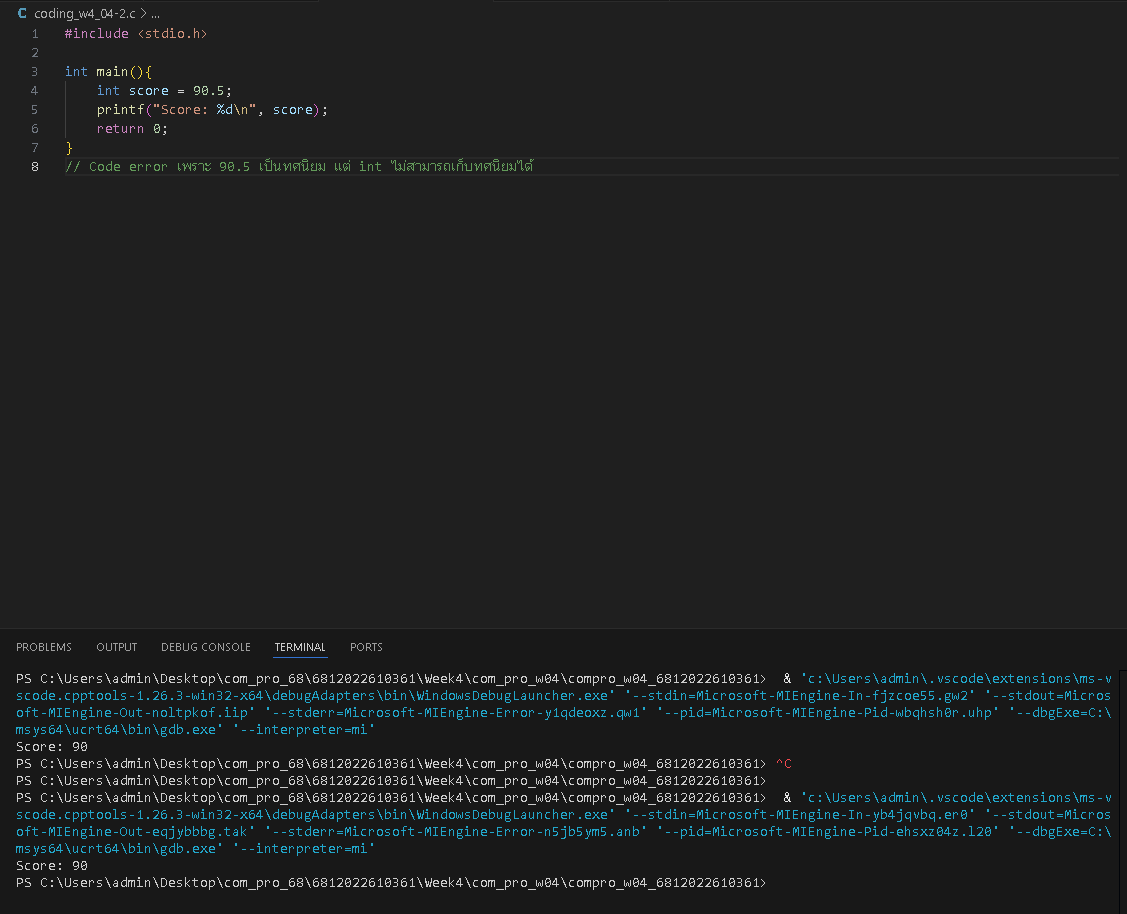 C coding_w4_04-2.c > ...
1 #include <stdio.h>
2
3 int main(){
4 int score = 90.5;
5 printf("Score: %d\n", score);
6 return 0;
7 }
8 // Code error เพราะ 90.5 เป็นทศนิยม แต่ int ไม่สามารถเก็บทศนิยมได้
PROBLEMS OUTPUT DEBUG CONSOLE TERMINAL PORTS
PS C:\Users\admin\Desktop\com_pro_68\6812022610361\Week4\com_pro_w04\compro_w04_6812022610361> & 'c:\Users\admin\.vscode\extensions\ms-v
scode.cpptools-1.26.3-win32-x64\debugAdapters\bin\WindowsDebugLauncher.exe' '--stdin=Microsoft-MIEngine-In-fjzcoe55.gw2' '--stdout=Micros
oft-MIEngine-Out-noltpkof.iip' '--stderr=Microsoft-MIEngine-Error-y1qdeoxz.qw1' '--pid=Microsoft-MIEngine-Pid-wbqhsh0r.uhp' '--dbgExe=C:\
msys64\ucrt64\bin\gdb.exe' '--interpreter=mi'
Score: 90
PS C:\Users\admin\Desktop\com_pro_68\6812022610361\Week4\com_pro_w04\compro_w04_6812022610361> ^C
PS C:\Users\admin\Desktop\com_pro_68\6812022610361\Week4\com_pro_w04\compro_w04_6812022610361>
PS C:\Users\admin\Desktop\com_pro_68\6812022610361\Week4\com_pro_w04\compro_w04_6812022610361> & 'c:\Users\admin\.vscode\extensions\ms-v
scode.cpptools-1.26.3-win32-x64\debugAdapters\bin\WindowsDebugLauncher.exe' '--stdin=Microsoft-MIEngine-In-yb4jqvbq.er0' '--stdout=Micros
oft-MIEngine-Out-eqjybbbg.tak' '--stderr=Microsoft-MIEngine-Error-n5jb5ym5.anb' '--pid=Microsoft-MIEngine-Pid-ehsxz04z.l20' '--dbgExe=C:\
msys64\ucrt64\bin\gdb.exe' '--interpreter=mi'
Score: 90
PS C:\Users\admin\Desktop\com_pro_68\6812022610361\Week4\com_pro_w04\compro_w04_6812022610361>